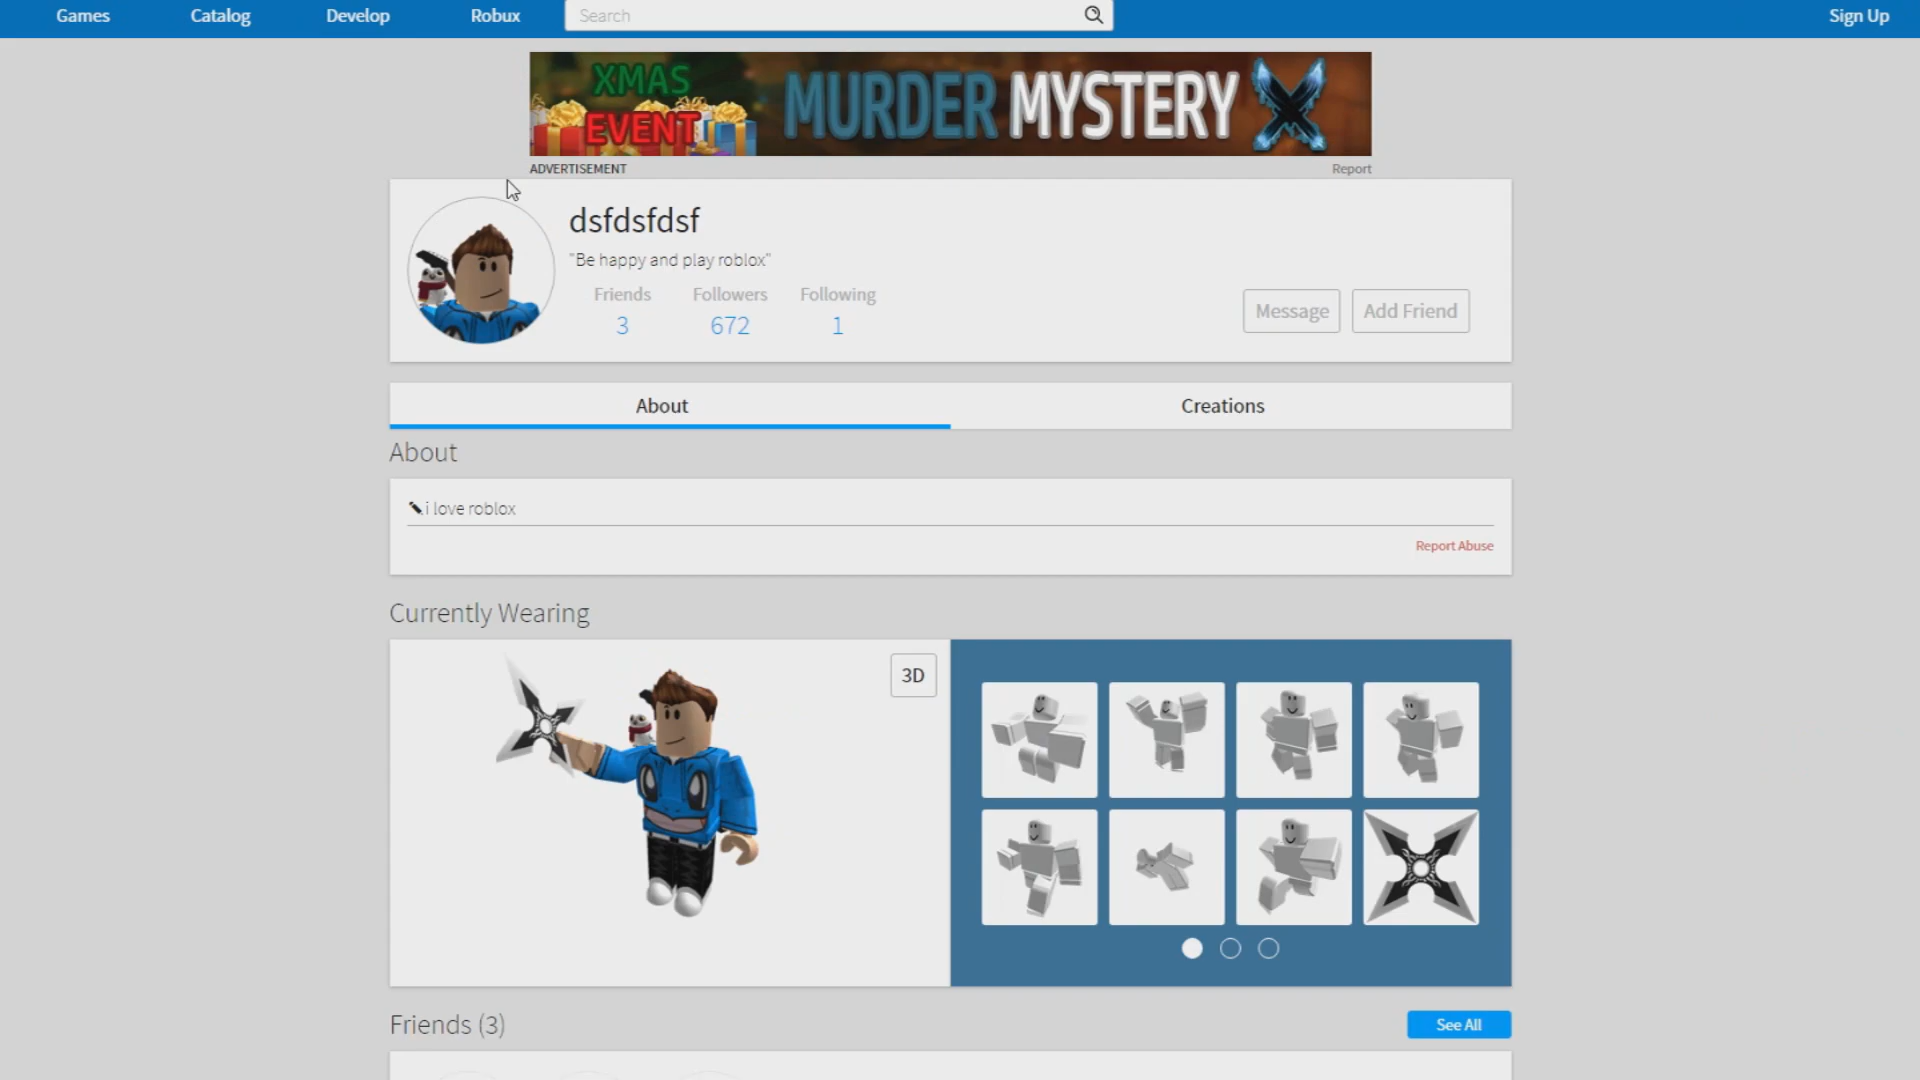 Games Catalog Develop Robux Search Sign Up
XMAS
EVENT
MURDER MYSTERY
ADVERTISEMENT Report
dsfdsfdsf
"Be happy and play roblox"
Friends Followers Following
3 672 1
Message Add Friend
About Creations
About
i love roblox
Report Abuse
Currently Wearing
3D
Friends (3)
See All